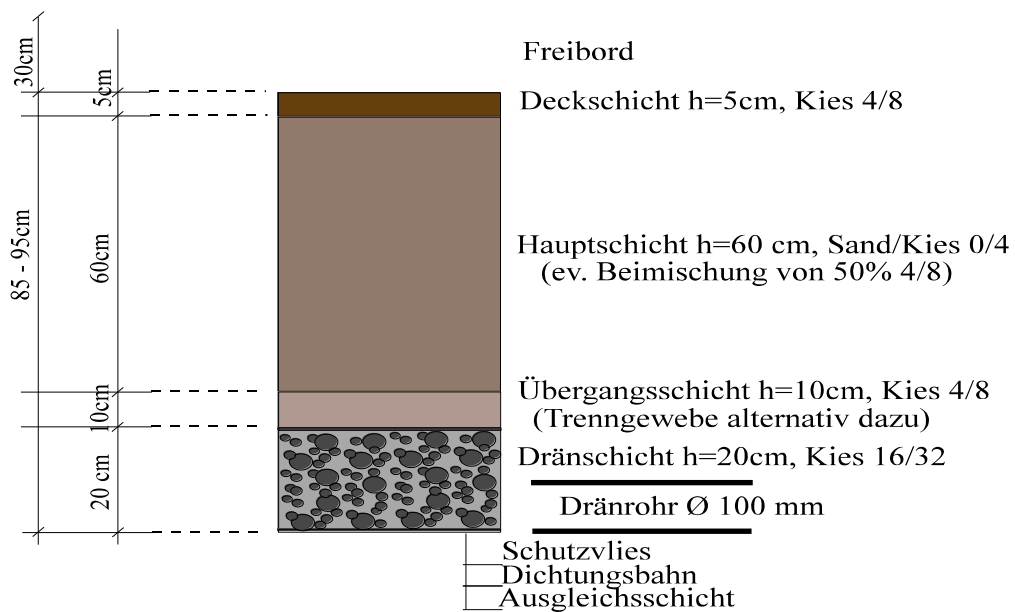 30cm
5cm
Freibord
Deckschicht h=5cm, Kies 4/8
85 - 95cm
60cm
Hauptschicht h=60 cm, Sand/Kies 0/4
(ev. Beimischung von 50% 4/8)
10cm
Übergangsschicht h=10cm, Kies 4/8
(Trenngewebe alternativ dazu)
20 cm
Dränschicht h=20cm, Kies 16/32
Dränrohr Ø 100 mm
Schutzvlies
Dichtungsbahn
Ausgleichsschicht